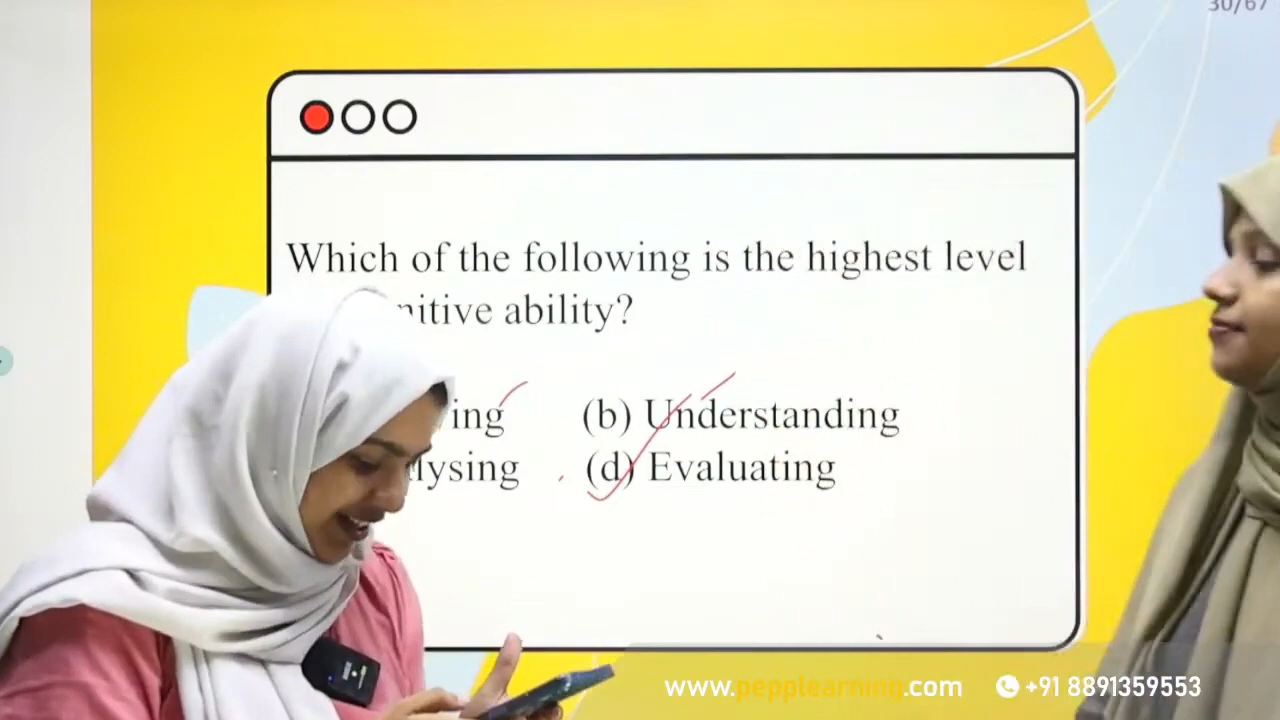 30/67
Which of the following is the highest level
nitive ability?
ing (b) Understanding
lysing (d) Evaluating
www.pepplearning.com +91 8891359553